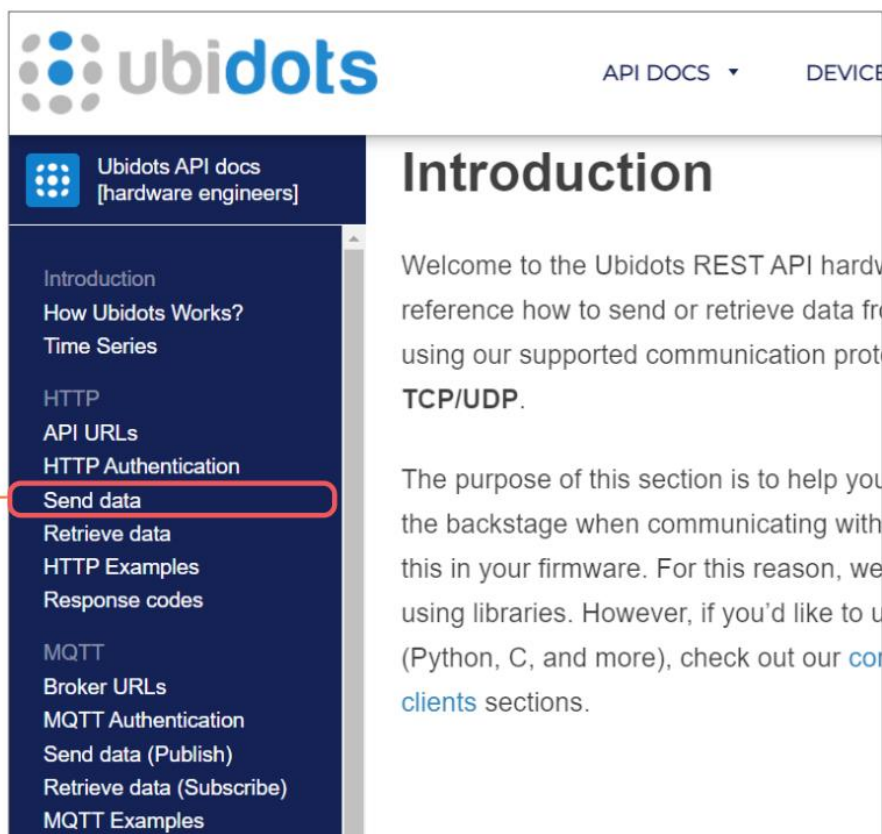 ubidots
API DOCS ▼ DEVICE
Ubidots API docs
[hardware engineers]
Introduction
How Ubidots Works?
Time Series
HTTP
API URLs
HTTP Authentication
Send data
Retrieve data
HTTP Examples
Response codes
MQTT
Broker URLs
MQTT Authentication
Send data (Publish)
Retrieve data (Subscribe)
MQTT Examples
Introduction
Welcome to the Ubidots REST API hardw
reference how to send or retrieve data fro
using our supported communication prot
TCP/UDP.
The purpose of this section is to help you
the backstage when communicating with
this in your firmware. For this reason, we
using libraries. However, if you'd like to u
(Python, C, and more), check out our cor
clients sections.